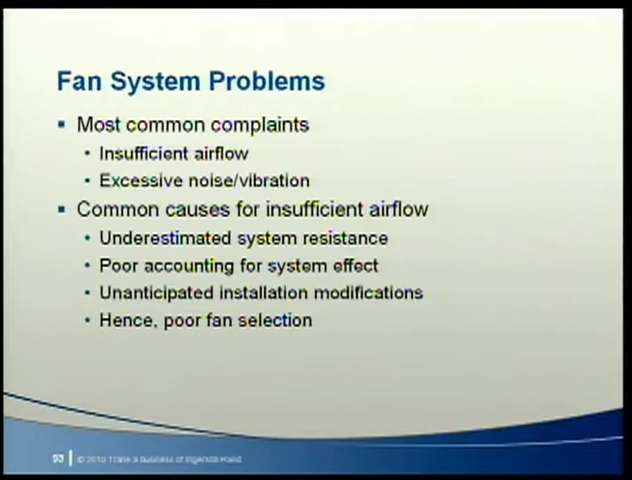 Fan System Problems
Most common complaints
Insufficient airflow
Excessive noise/vibration
Common causes for insufficient airflow
Underestimated system resistance
Poor accounting for system effect
Unanticipated installation modifications
Hence, poor fan selection
93 © 2010 Trane a business of Ingersoll-Rand